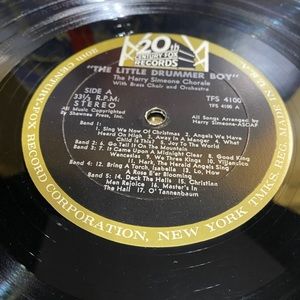 20th
CENTURY FOX
RECORDS
"THE LITTLE DRUMMER BOY"
The Harry Simeone Chorale
With Brass Choir and Orchestra
SIDE A
33⅓ R.P.M.
STEREO
TFS 4100
TFS 4100 A
All Music Copyrighted
by Shawnee Press, Inc.
All Songs Arranged by
Harry Simeone-ASCAP
Band 1:
1. Sing We Now Of Christmas 2. Angels We Have
Heard On High 3. Away In A Manger 4. What
Child Is This? 5. Joy To The World
Band 2: 6. Go Tell It On The Mountain
7. It Came Upon A Midnight Clear 8. Good King
Wenceslas 9. We Three Kings 10. Villancico
Band 4: 11. Hark, The Herald Angels Sing
12. Bring A Torch, Isabella 13. Lo, How
A Rose E'er Blooming
Band 5: 14. Deck The Halls 15. Christian
Men Rejoice 16. Master's In
The Hall 17. O' Tannenbaum
20th CENTURY-FOX RECORD CORPORATION, NEW YORK TMKS. REG.